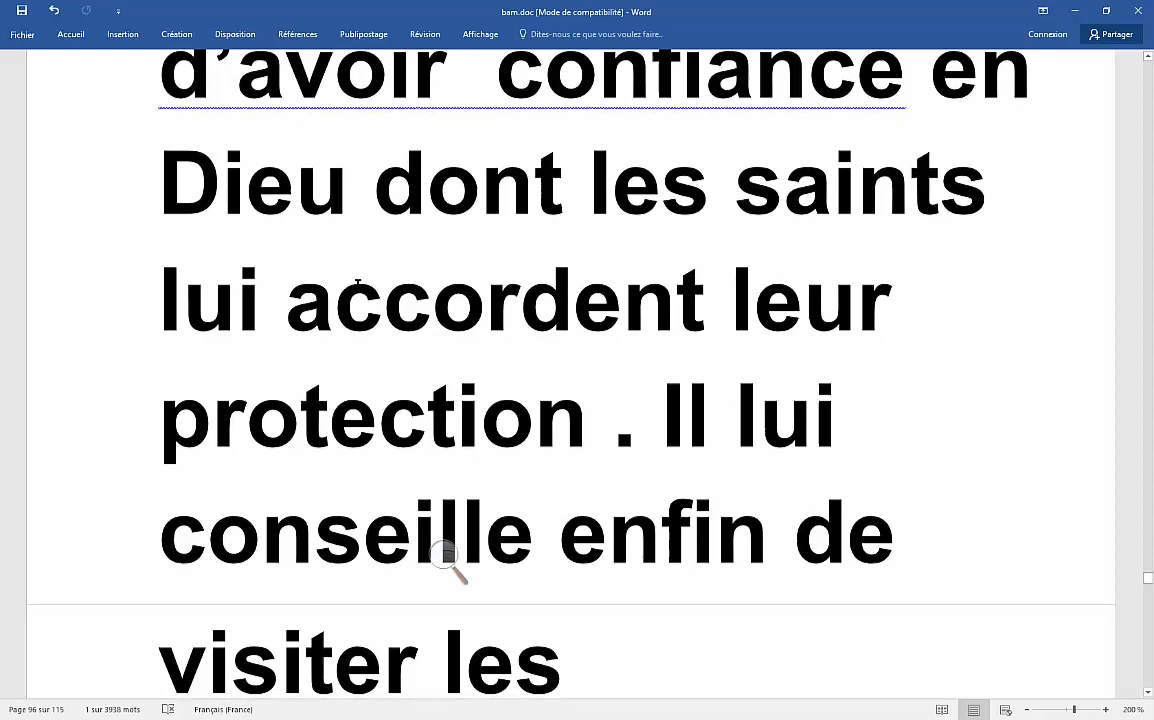 bam.doc [Mode de compatibilité] - Word
Fichier Accueil Insertion Création Disposition Références Publipostage Révision Affichage Dites-nous ce que vous voulez faire.. Connexion Partager
d’avoir  confiance en
Dieu dont les saints
lui accordent leur
protection . Il lui
conseille enfin de
visiter les
Page 96 sur 115 1 sur 3938 mots Français (France) 200 %